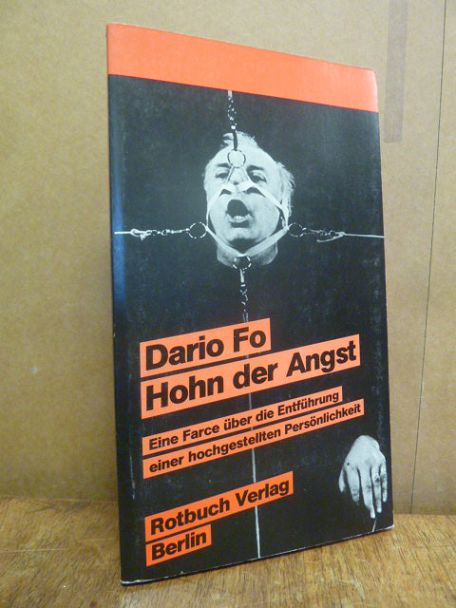 Dario Fo
Hohn der Angst
Eine Farce über die Entführung
einer hochgestellten Persönlichkeit
Rotbuch Verlag
Berlin